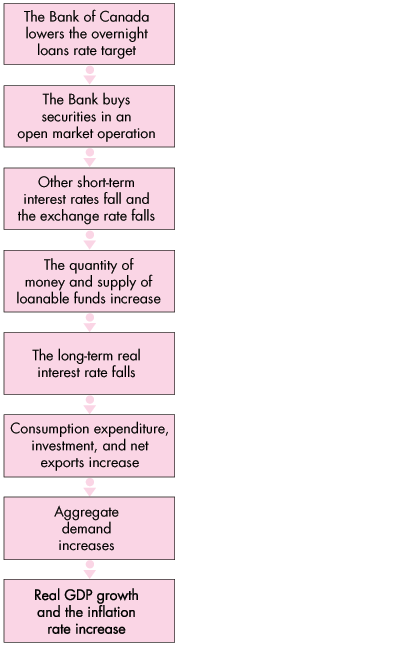 The Bank of Canada
lowers the overnight
loans rate target
The Bank buys
securities in an
open market operation
Other short-term
interest rates fall and
the exchange rate falls
The quantity of
money and supply of
loanable funds increase
The long-term real
interest rate falls
Consumption expenditure,
investment, and net
exports increase
Aggregate
demand
increases
Real GDP growth
and the inflation
rate increase